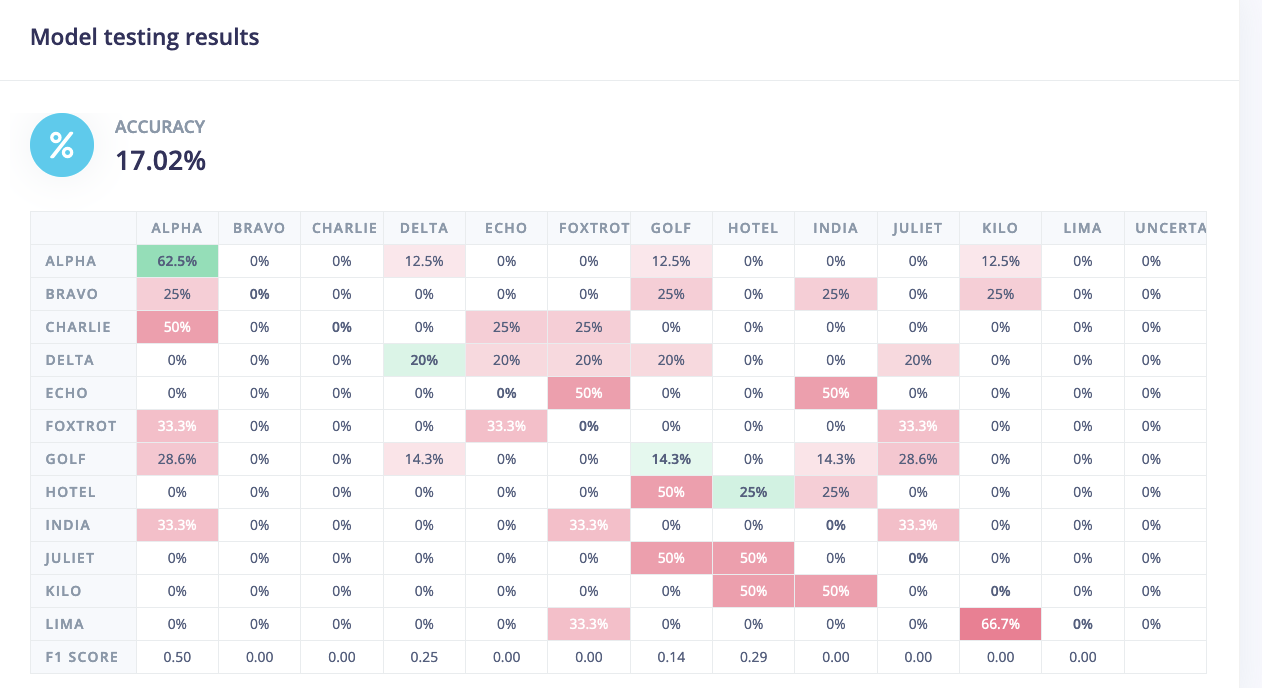 Model testing results
%
ACCURACY
17.02%
ALPHA BRAVO CHARLIE DELTA ECHO FOXTROT GOLF HOTEL INDIA JULIET KILO LIMA UNCERTA
ALPHA 62.5% 0% 0% 12.5% 0% 0% 12.5% 0% 0% 0% 12.5% 0% 0%
BRAVO 25% 0% 0% 0% 0% 0% 25% 0% 25% 0% 25% 0% 0%
CHARLIE 50% 0% 0% 0% 25% 25% 0% 0% 0% 0% 0% 0% 0%
DELTA 0% 0% 0% 20% 20% 20% 20% 0% 0% 20% 0% 0% 0%
ECHO 0% 0% 0% 0% 0% 50% 0% 0% 50% 0% 0% 0% 0%
FOXTROT 33.3% 0% 0% 0% 33.3% 0% 0% 0% 0% 33.3% 0% 0% 0%
GOLF 28.6% 0% 0% 14.3% 0% 0% 14.3% 0% 14.3% 28.6% 0% 0% 0%
HOTEL 0% 0% 0% 0% 0% 0% 50% 25% 25% 0% 0% 0% 0%
INDIA 33.3% 0% 0% 0% 0% 33.3% 0% 0% 0% 33.3% 0% 0% 0%
JULIET 0% 0% 0% 0% 0% 0% 50% 50% 0% 0% 0% 0% 0%
KILO 0% 0% 0% 0% 0% 0% 0% 50% 50% 0% 0% 0% 0%
LIMA 0% 0% 0% 0% 0% 33.3% 0% 0% 0% 0% 66.7% 0% 0%
F1 SCORE 0.50 0.00 0.00 0.25 0.00 0.00 0.14 0.29 0.00 0.00 0.00 0.00